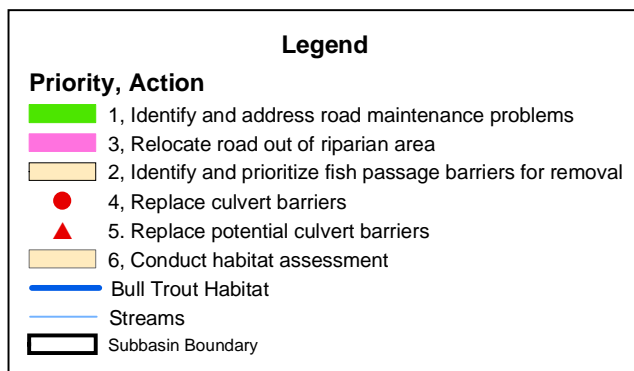 Legend
Priority, Action
1, Identify and address road maintenance problems
3, Relocate road out of riparian area
2, Identify and prioritize fish passage barriers for removal
4, Replace culvert barriers
5. Replace potential culvert barriers
6, Conduct habitat assessment
Bull Trout Habitat
Streams
Subbasin Boundary